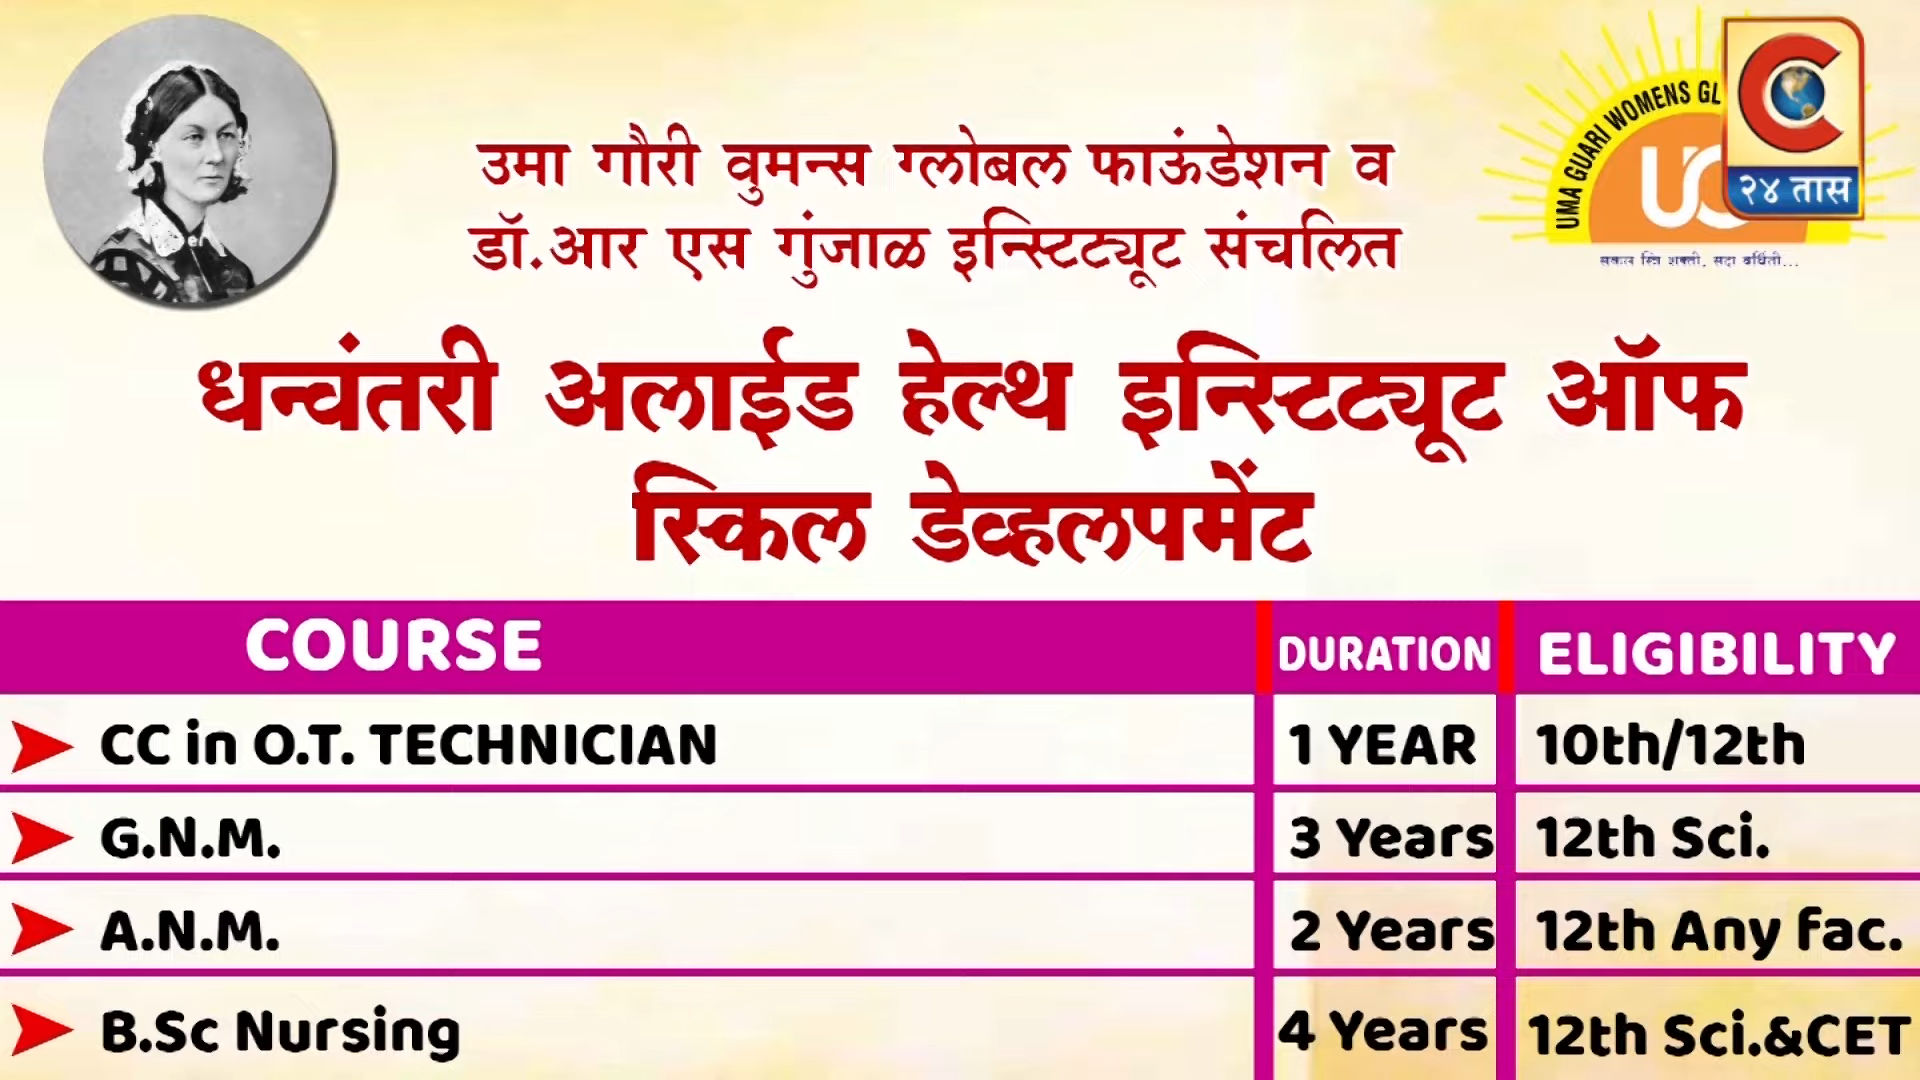 उमा गौरी वुमन्स ग्लोबल फाऊंडेशन व
डॉ.आर एस गुंजाळ इन्स्टिट्यूट संचलित
UMA GUARI WOMENS
२४ तास
धन्वंतरी अलाईड हेल्थ इन्स्टिट्यूट ऑफ
स्किल डेव्हलपमेंट
COURSE DURATION ELIGIBILITY
CC in O.T. TECHNICIAN 1 YEAR 10th/12th
G.N.M. 3 Years 12th Sci.
A.N.M. 2 Years 12th Any fac.
B.Sc Nursing 4 Years 12th Sci.&CET